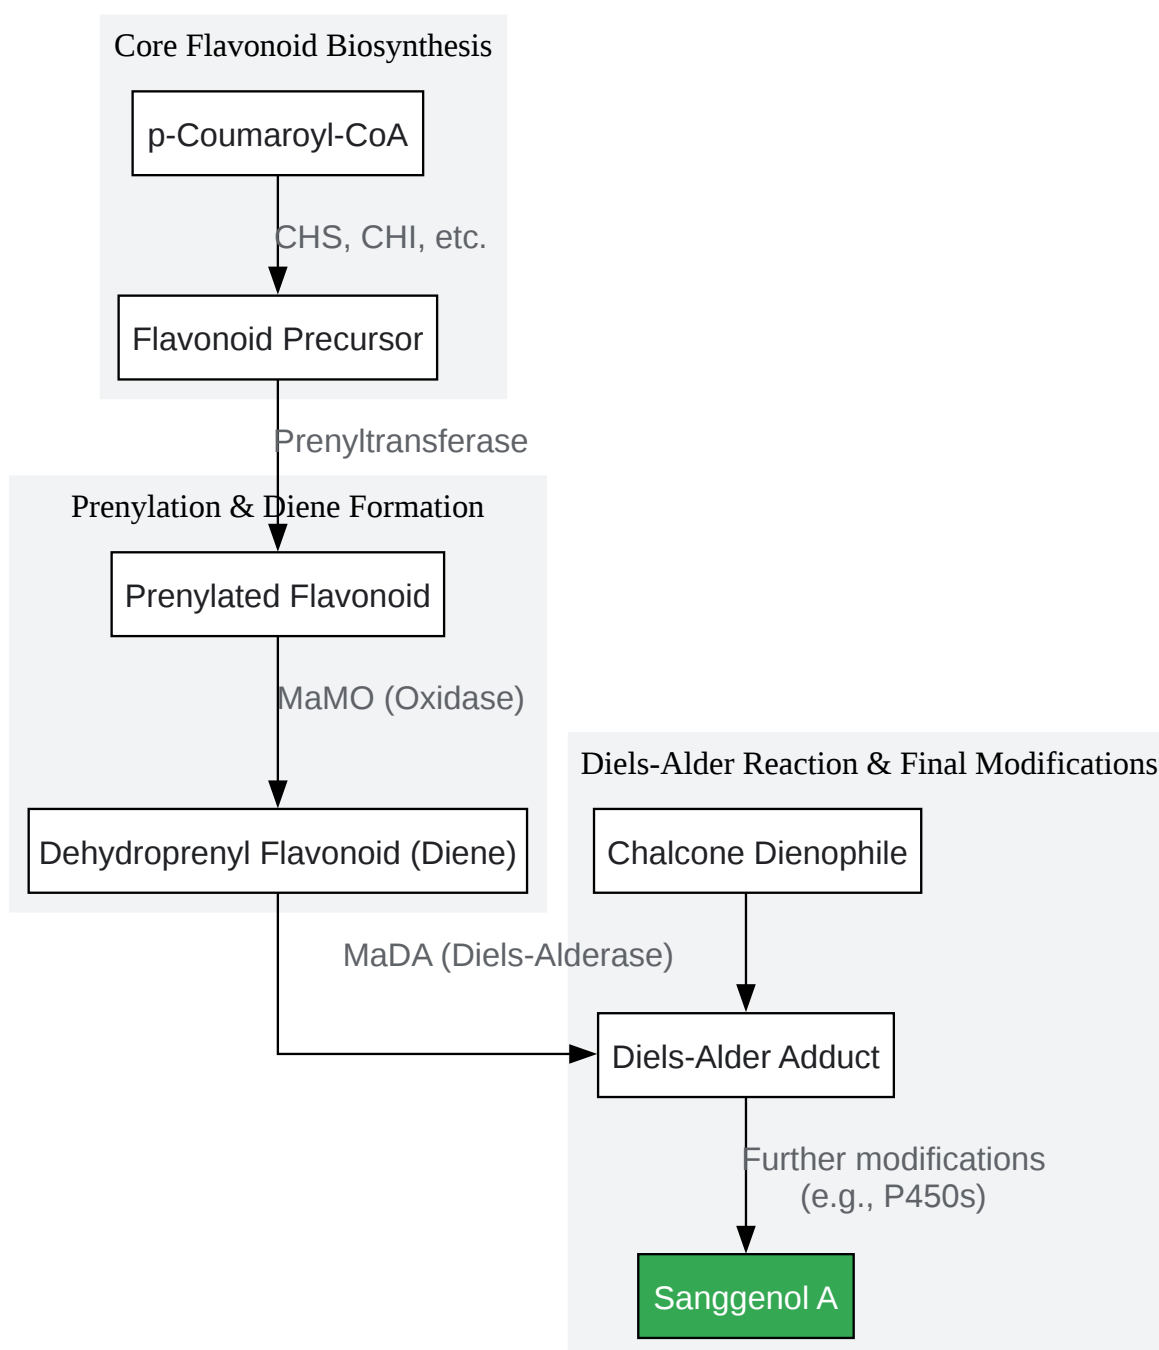 Core Flavonoid Biosynthesis
p-Coumaroyl-CoA
CHS, CHI, etc.
Flavonoid Precursor
Prenyltransferase
Prenylation & Diene Formation
Prenylated Flavonoid
MaMO (Oxidase)
Dehydroprenyl Flavonoid (Diene)
Diels-Alder Reaction & Final Modifications
Chalcone Dienophile
MaDA (Diels-Alderase)
Diels-Alder Adduct
Further modifications
(e.g., P450s)
Sanggenol A